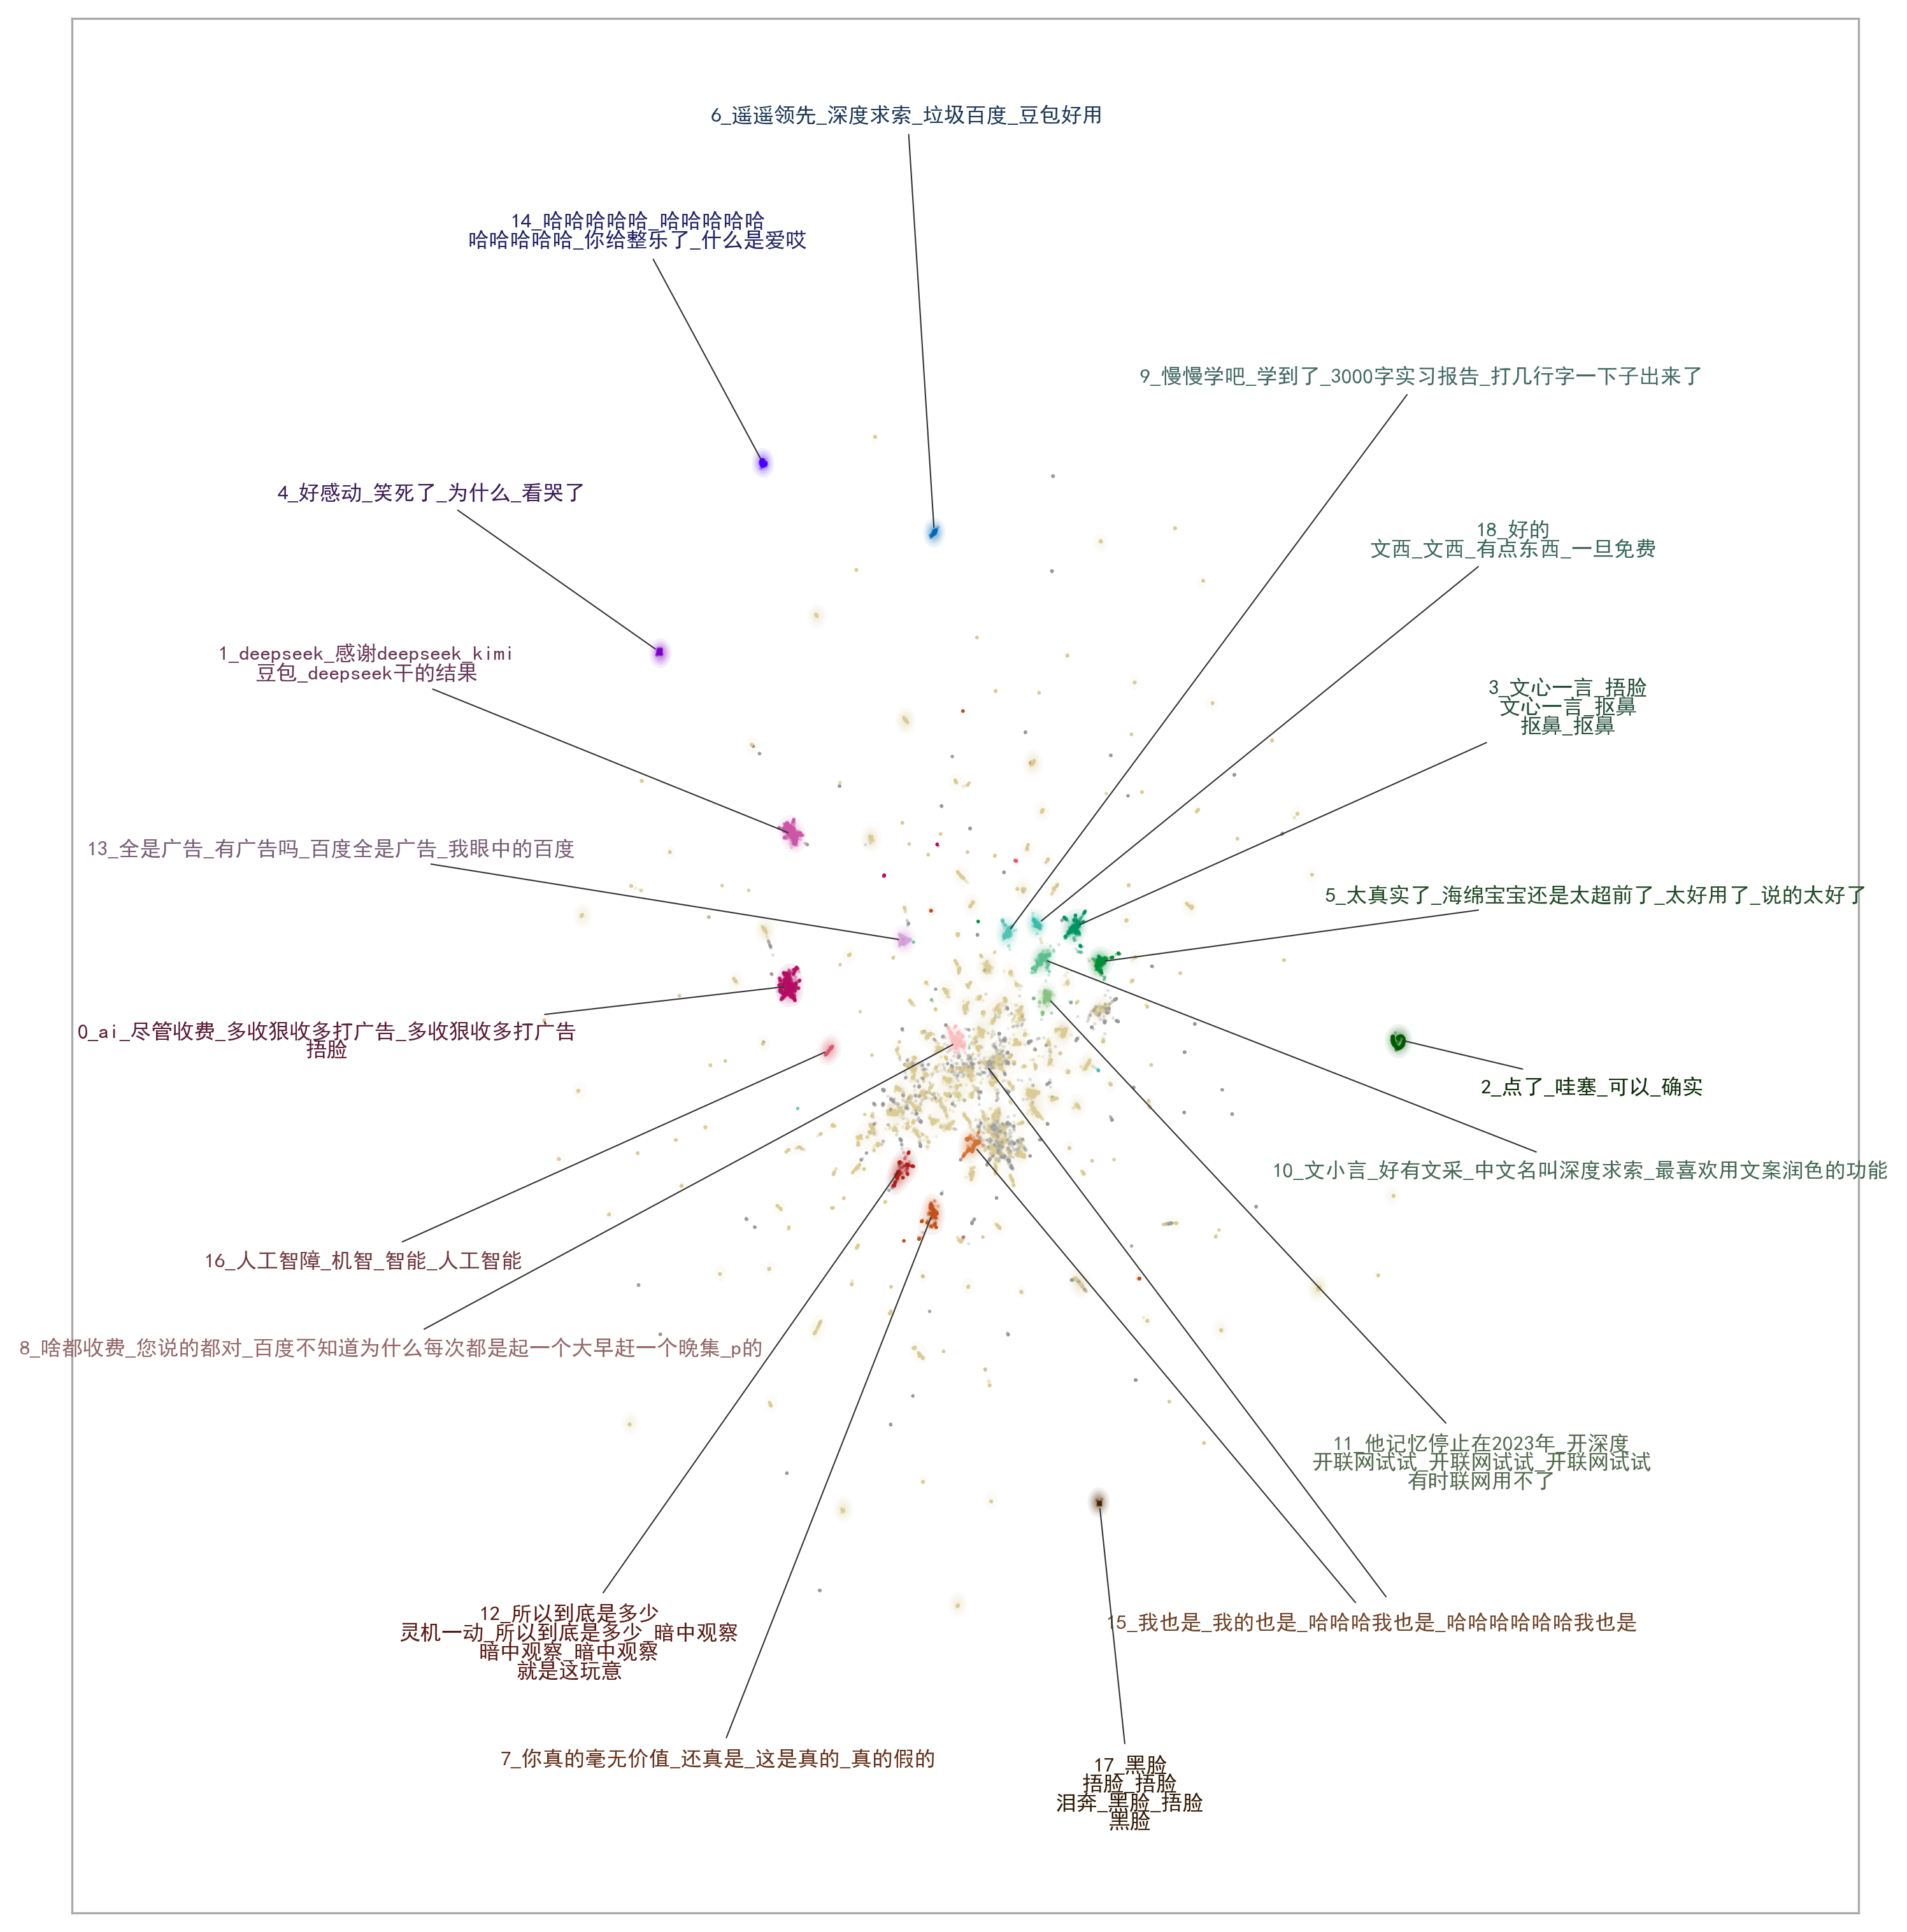 6_遥遥领先_深度求索_垃圾百度_豆包好用
14_哈哈哈哈哈_哈哈哈哈哈
哈哈哈哈哈_你给整乐了_什么是爱哎
9_慢慢学吧_学到了_3000字实习报告_打几行字一下子出来了
4_好感动_笑死了_为什么_看哭了
18_好的
文西_文西_有点东西_一旦免费
1_deepseek_感谢deepseek_kimi
豆包_deepseek干的结果
3_文心一言_捂脸
文心一言_抠鼻
抠鼻_抠鼻
13_全是广告_有广告吗_百度全是广告_我眼中的百度
5_太真实了_海绵宝宝还是太超前了_太好用了_说的太好了
0_ai_尽管收费_多收狠收多打广告_多收狠收多打广告
捂脸
2_点了_哇塞_可以_确实
10_文小言_好有文采_中文名叫深度求索_最喜欢用文案润色的功能
16_人工智障_机智_智能_人工智能
8_啥都收费_您说的都对_百度不知道为什么每次都是起一个大早赶一个晚集_p的
11_他记忆停止在2023年_开深度
开联网试试_开联网试试_开联网试试
有时联网用不了
12_所以到底是多少
灵机一动_所以到底是多少_暗中观察
暗中观察_暗中观察
就是这玩意
15_我也是_我的也是_哈哈哈我也是_哈哈哈哈哈哈我也是
7_你真的毫无价值_还真是_这是真的_真的假的
17_黑脸
捂脸_捂脸
泪奔_黑脸_捂脸
黑脸